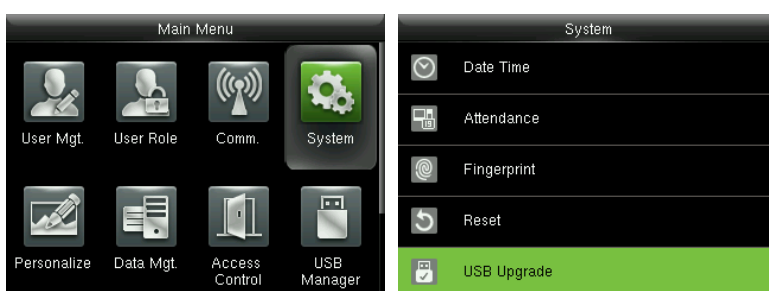 Main Menu
User Mgt.
User Role
Comm.
System
Personalize
Data Mgt.
Access
Control
USB
Manager
System
Date Time
Attendance
Fingerprint
Reset
USB Upgrade